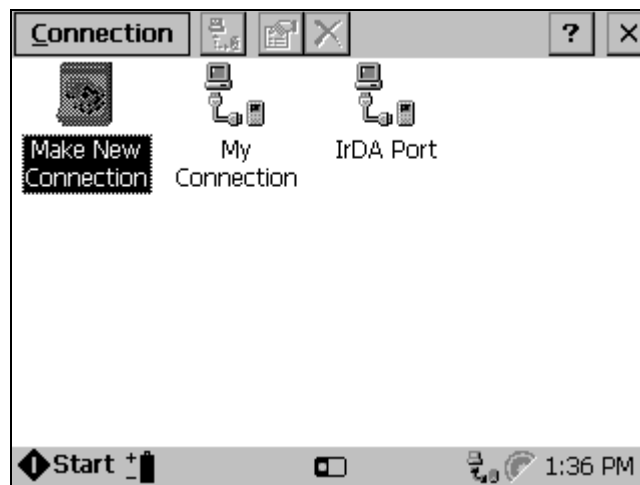 Connection ? ×
Make New
Connection
My
Connection
IrDA Port
Start 1:36 PM